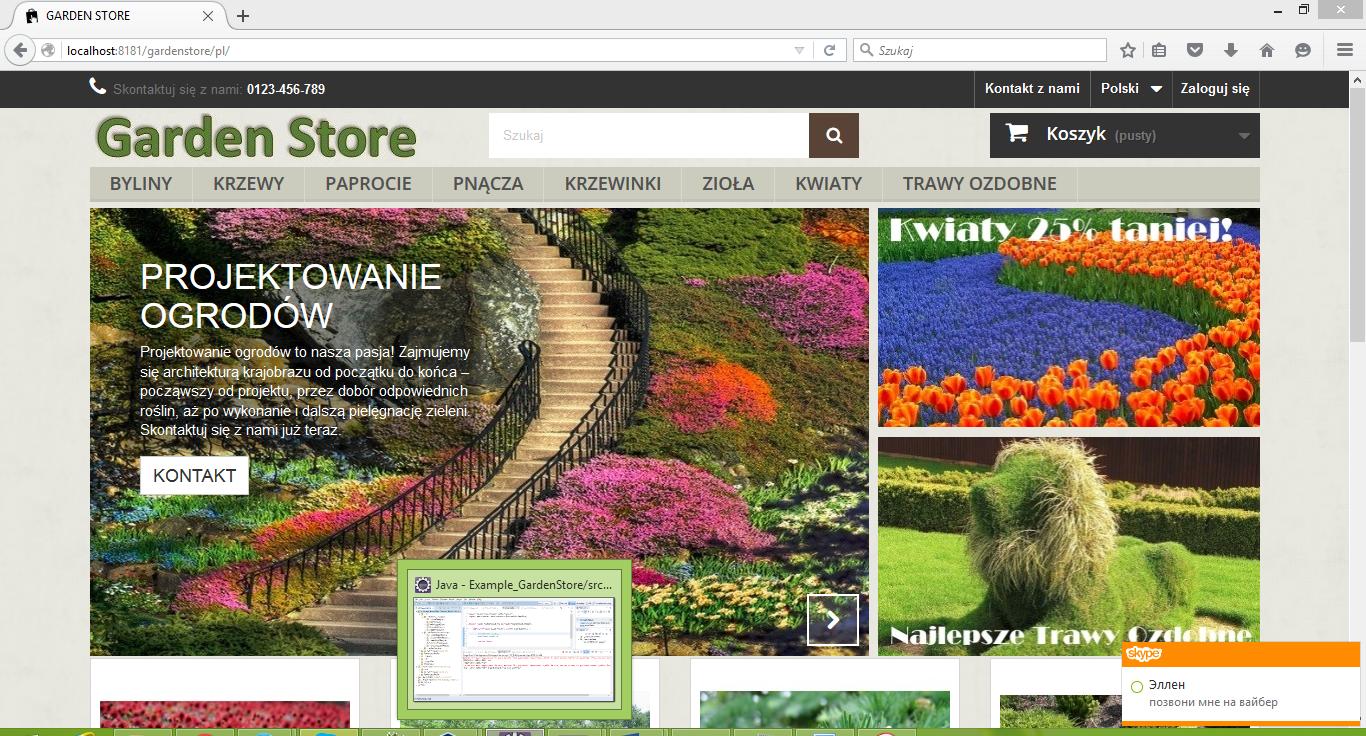 GARDEN STORE
localhost:8181/gardenstore/pl/
Szukaj
Skontaktuj się z nami: 0123-456-789
Kontakt z nami
Polski
Zaloguj się
Garden Store
Szukaj
Koszyk (pusty)
BYLINY
KRZEWY
PAPROCIE
PNĄCZA
KRZEWINKI
ZIOŁA
KWIATY
TRAWY OZDOBNE
PROJEKTOWANIE
OGRODÓW
Projektowanie ogrodów to nasza pasja! Zajmujemy
się architekturą krajobrazu od początku do końca –
począwszy od projektu, przez dobór odpowiednich
roślin, aż po wykonanie i dalszą pielęgnację zieleni.
Skontaktuj się z nami już teraz.
KONTAKT
Kwiaty 25% taniej!
Najlepsze Trawy Ozdobne
Java - Example_GardenStore/src...
skype
Эллен
позвони мне на вайбер